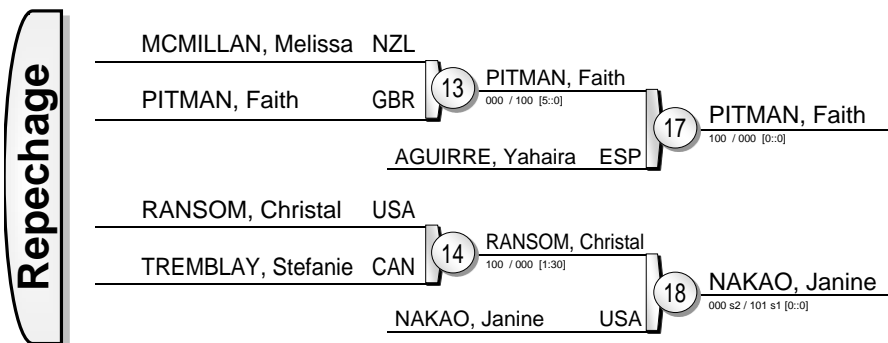 Repechage
MCMILLAN, Melissa NZL
PITMAN, Faith GBR
13
PITMAN, Faith
000 / 100 [5::0]
AGUIRRE, Yahaira ESP
17
PITMAN, Faith
100 / 000 [0::0]
RANSOM, Christal USA
TREMBLAY, Stefanie CAN
14
RANSOM, Christal
100 / 000 [1:30]
NAKAO, Janine USA
18
NAKAO, Janine
000 s2 / 101 s1 [0::0]